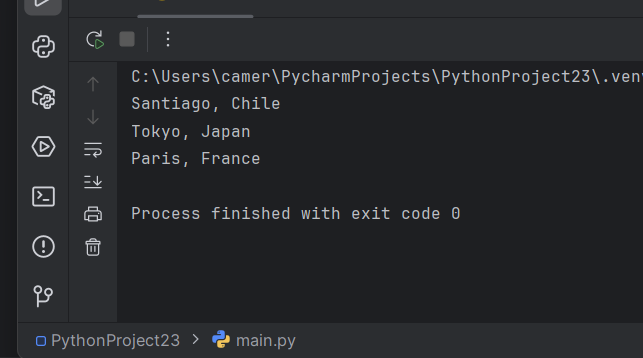 C:\Users\camer\PycharmProjects\PythonProject23\.ven
Santiago, Chile
Tokyo, Japan
Paris, France
Process finished with exit code 0
PythonProject23 > main.py